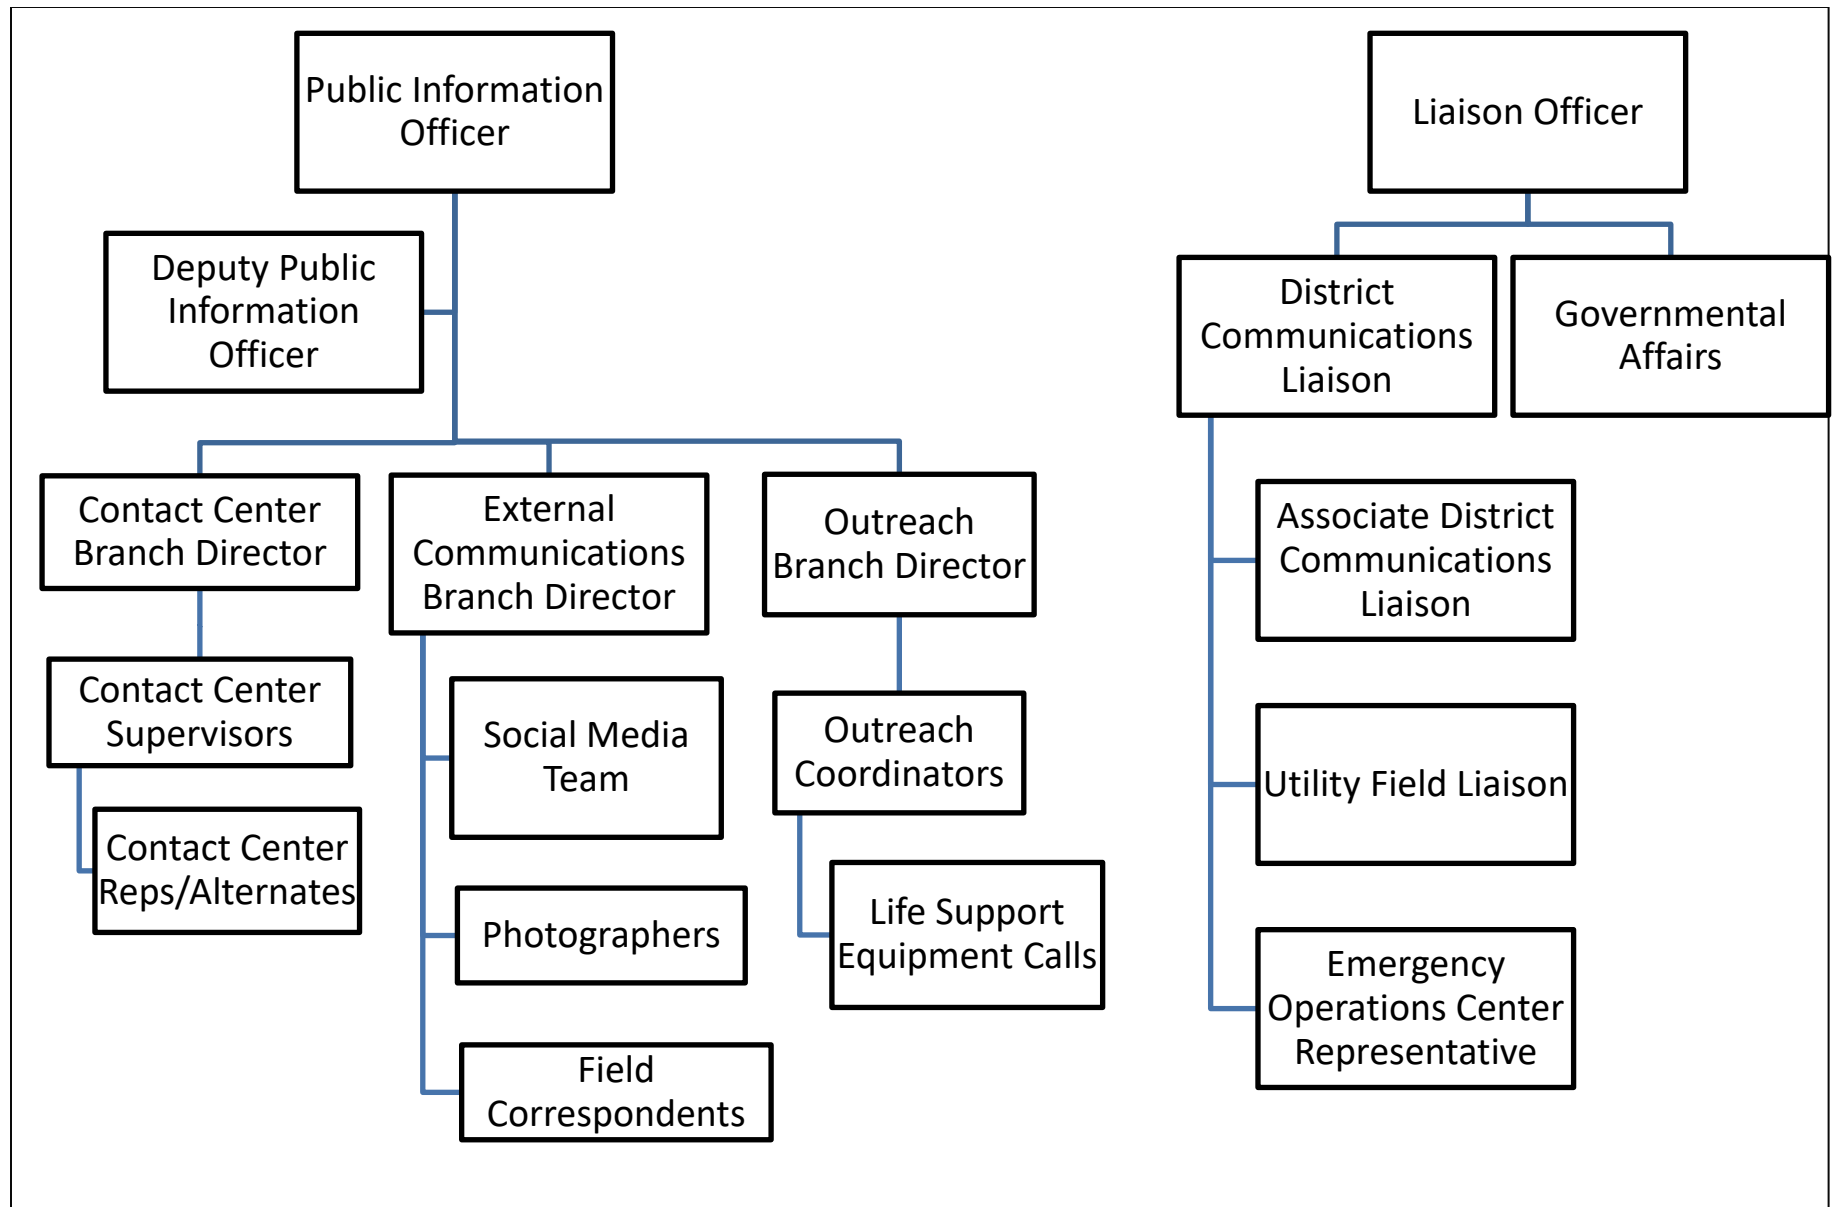 Public Information
Officer
Deputy Public
Information
Officer
Contact Center
Branch Director
Contact Center
Supervisors
Contact Center
Reps/Alternates
External
Communications
Branch Director
Social Media
Team
Photographers
Field
Correspondents
Outreach
Branch Director
Outreach
Coordinators
Life Support
Equipment Calls
Liaison Officer
District
Communications
Liaison
Governmental
Affairs
Associate District
Communications
Liaison
Utility Field Liaison
Emergency
Operations Center
Representative